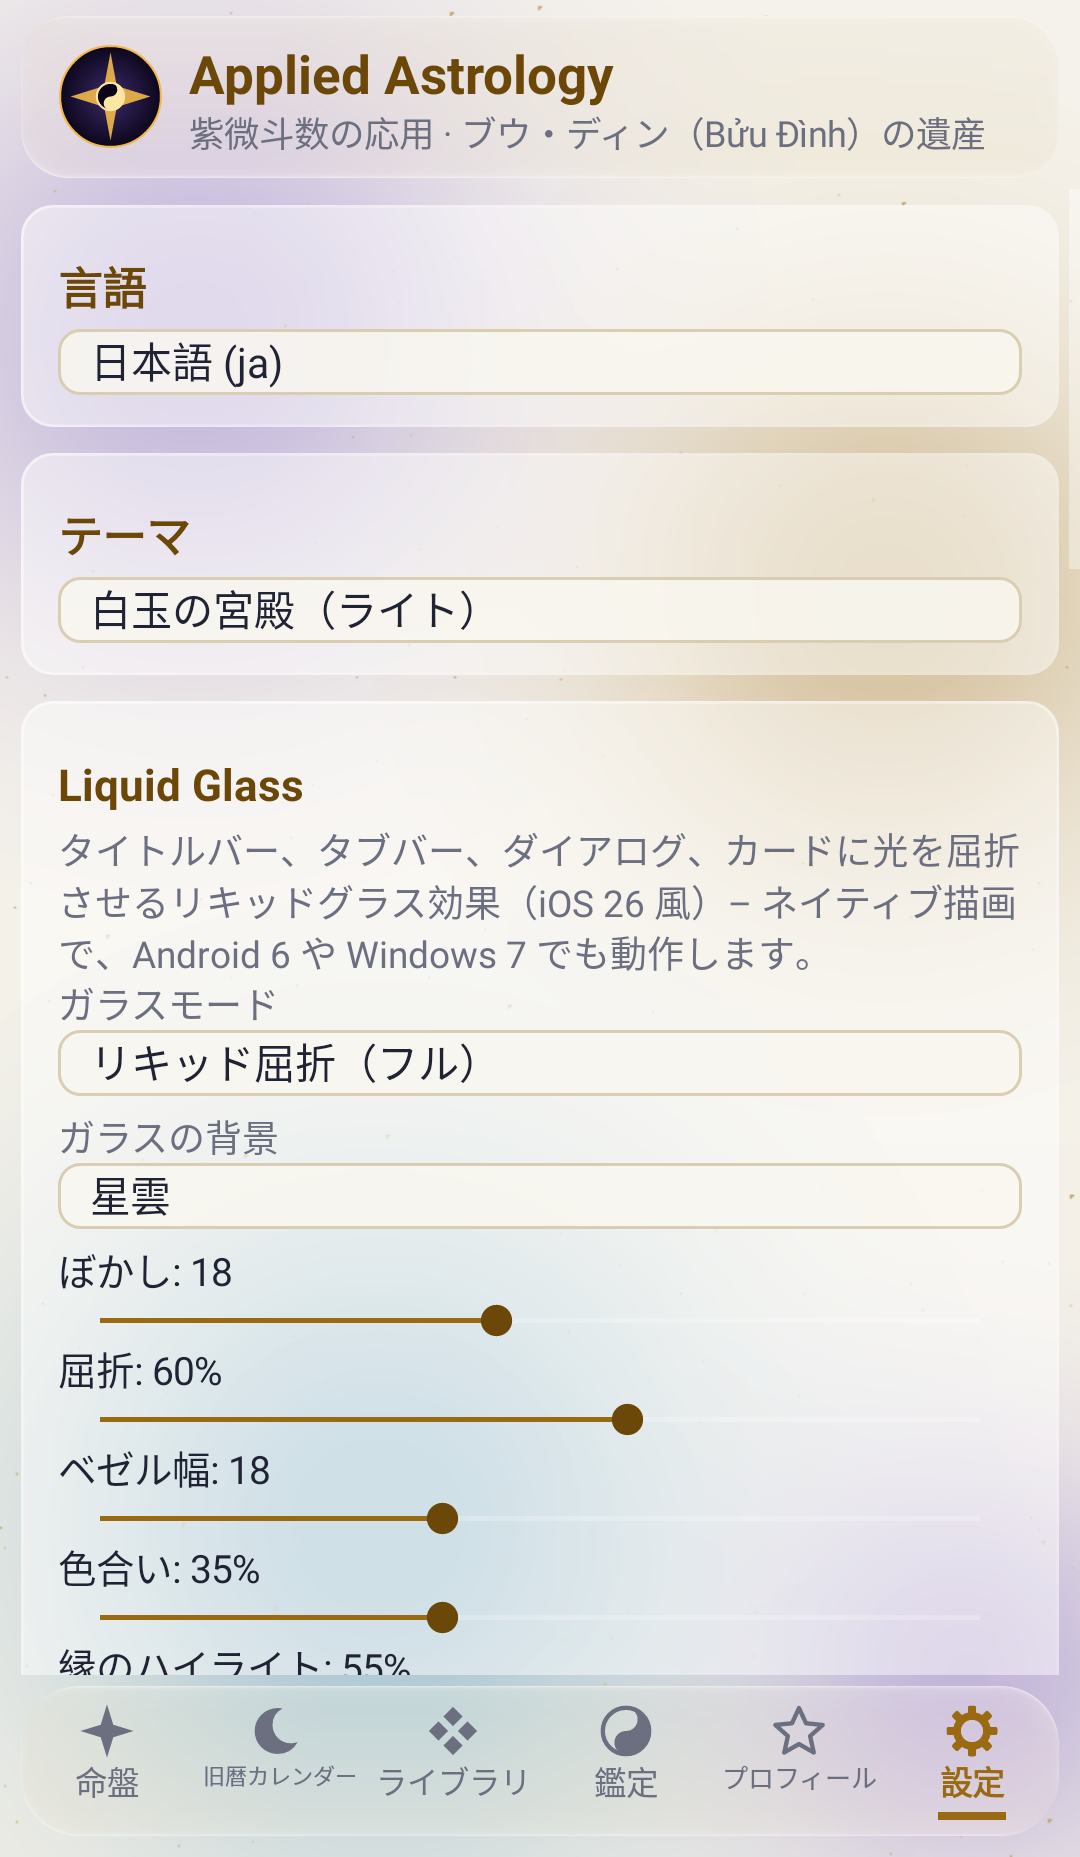 Applied Astrology
紫微斗数の応用 · ブウ・ディン（Bửu Đình）の遺産
言語
日本語 (ja)
テーマ
白玉の宮殿（ライト）
Liquid Glass
タイトルバー、タブバー、ダイアログ、カードに光を屈折
させるリキッドグラス効果（iOS 26 風）– ネイティブ描画
で、Android 6 や Windows 7 でも動作します。
ガラスモード
リキッド屈折（フル）
ガラスの背景
星雲
ぼかし: 18
屈折: 60%
ベゼル幅: 18
色合い: 35%
縁のハイライト: 55%
命盤
旧暦カレンダー
ライブラリ
鑑定
プロフィール
設定